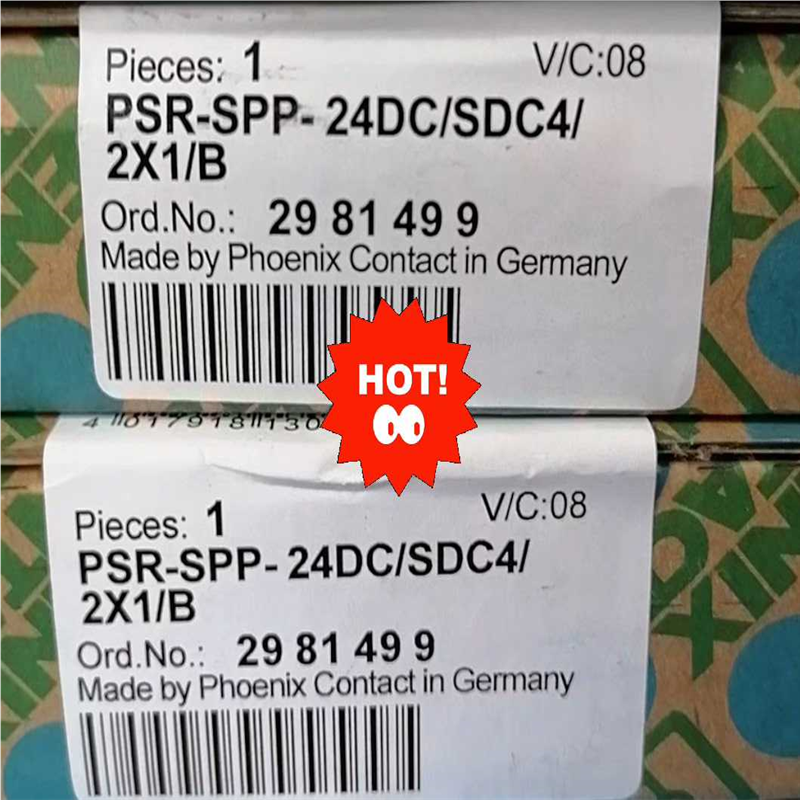 Pieces: 1
V/C:08
PSR-SPP- 24DC/SDC4/
2X1/B
Ord.No.: 29 81 49 9
Made by Phoenix Contact in Germany
HOT!
Pieces: 1
V/C:08
PSR-SPP- 24DC/SDC4/
2X1/B
Ord.No.: 29 81 49 9
Made by Phoenix Contact in Germany